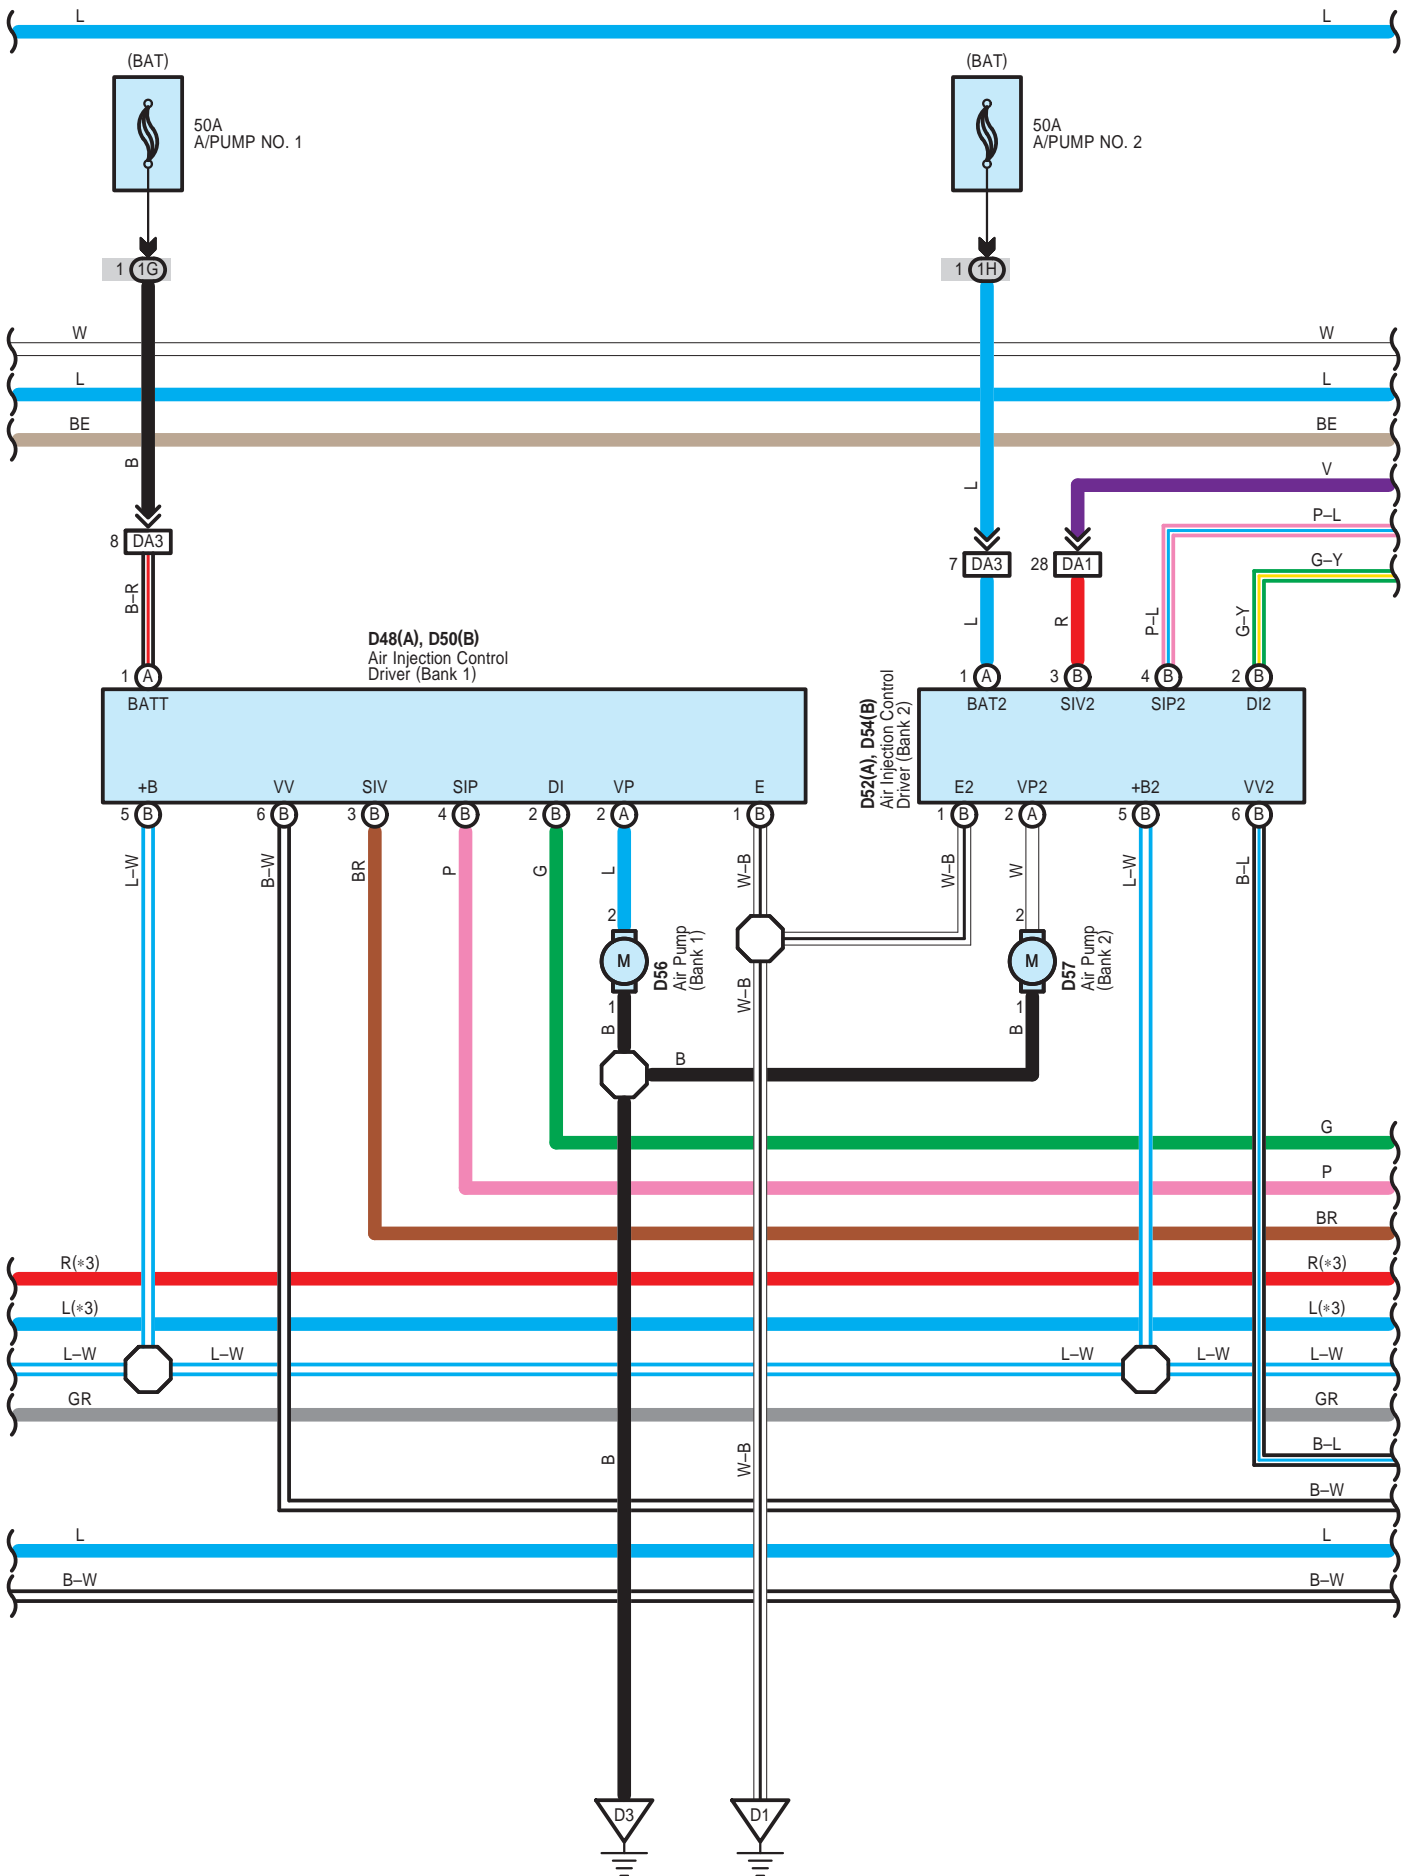 L L
(BAT) (BAT)
50A
A/PUMP NO. 1
50A
A/PUMP NO. 2
1 1G 1 1H
W W
L L
BE BE
B
L
V
P–L
8 DA3
7 DA3 28 DA1
G–Y
B–R
L
R
P–L
G–Y
D48(A), D50(B)
Air Injection Control
Driver (Bank 1)
1 A
1 A 3 B 4 B 2 B
BATT
BAT2 SIV2 SIP2 DI2
D52(A), D54(B)
Air Injection Control
Driver (Bank 2)
+B VV SIV SIP DI VP E
E2 VP2 +B2 VV2
5 B 6 B 3 B 4 B 2 B 2 A 1 B
1 B 2 A 5 B 6 B
L–W B–W BR P G L W–B
W–B W L–W B–L
2 2
M
D56
Air Pump
(Bank 1)
M
D57
Air Pump
(Bank 2)
1 1
B W–B B
B
G
P
BR
R(*3) R(*3)
L(*3) L(*3)
L–W L–W L–W L–W L–W
GR GR
B W–B
B–L
B–W
L L
B–W B–W
D3 D1